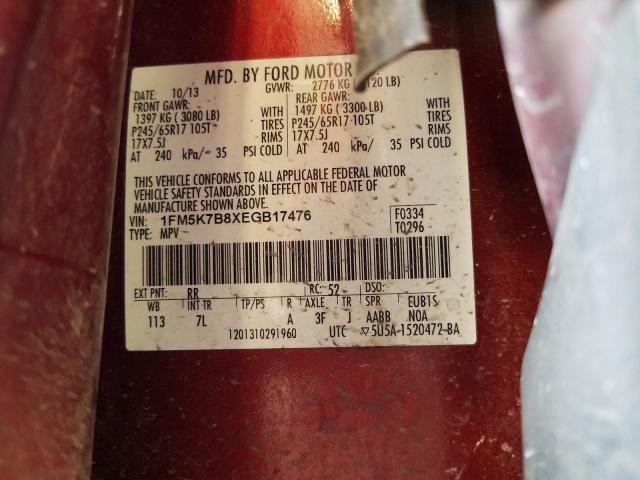 MFD. BY FORD MOTOR
DATE: 10/13 GVWR: 2776 KG ( 120 LB)
FRONT GAWR: REAR GAWR:
1397 KG ( 3080 LB) WITH 1497 KG ( 3300 LB) WITH
P245/65R17 105T TIRES P245/65R17 105T TIRES
17X7.5J RIMS 17X7.5J RIMS
AT 240 kPa/ 35 PSI COLD AT 240 kPa/ 35 PSI COLD
THIS VEHICLE CONFORMS TO ALL APPLICABLE FEDERAL MOTOR
VEHICLE SAFETY STANDARDS IN EFFECT ON THE DATE OF
MANUFACTURE SHOWN ABOVE.
VIN: 1FM5K7B8XEGB17476 F0334
TYPE: MPV T0296
EXT PNT: RR RC: 52 DSO:
WB INT TR TP/PS R AXLE TR SPR EUB1S
113 7L A 3F J AABB N0A
1201310291960 UTC ▽5U5A-1520472-BA